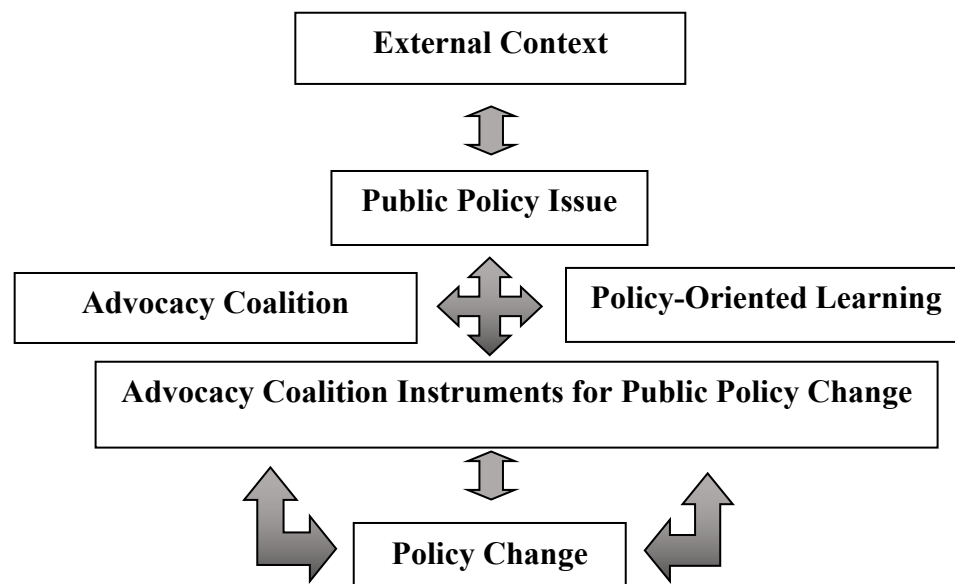 External Context
Public Policy Issue
Advocacy Coalition
Policy-Oriented Learning
Advocacy Coalition Instruments for Public Policy Change
Policy Change